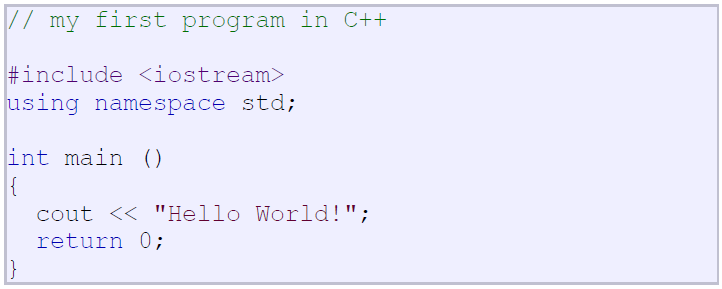 // my first program in C++
#include <iostream>
using namespace std;
int main ()
{
  cout << "Hello World!";
  return 0;
}